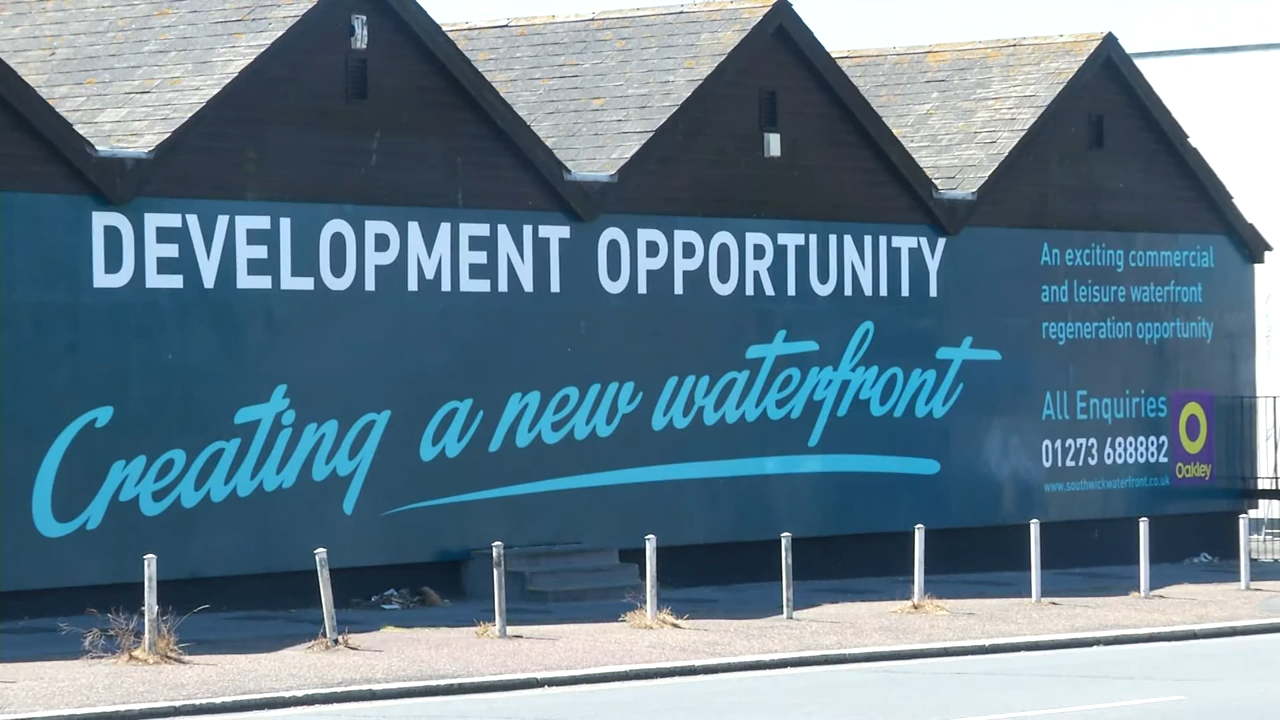 DEVELOPMENT OPPORTUNITY
Creating a new waterfront
An exciting commercial
and leisure waterfront
regeneration opportunity
All Enquiries
01273 688882
www.southwickwaterfront.co.uk
Oakley